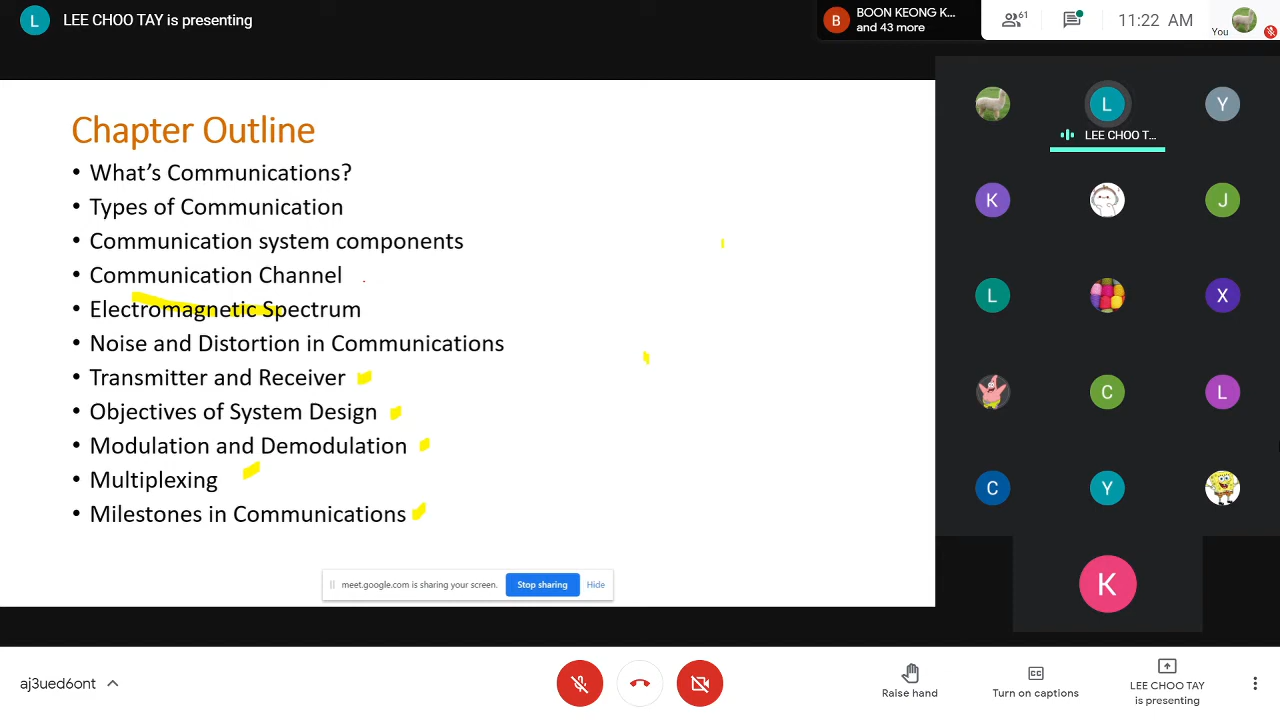 L LEE CHOO TAY is presenting
B BOON KEONG K...
and 43 more
61
11:22 AM
You
Chapter Outline
• What's Communications?
• Types of Communication
• Communication system components
• Communication Channel
• Electromagnetic Spectrum
• Noise and Distortion in Communications
• Transmitter and Receiver
• Objectives of System Design
• Modulation and Demodulation
• Multiplexing
• Milestones in Communications
meet.google.com is sharing your screen. Stop sharing Hide
L Y
LEE CHOO T...
K J
L X
C L
C Y
K
aj3ued6ont
Raise hand
CC
Turn on captions
LEE CHOO TAY
is presenting